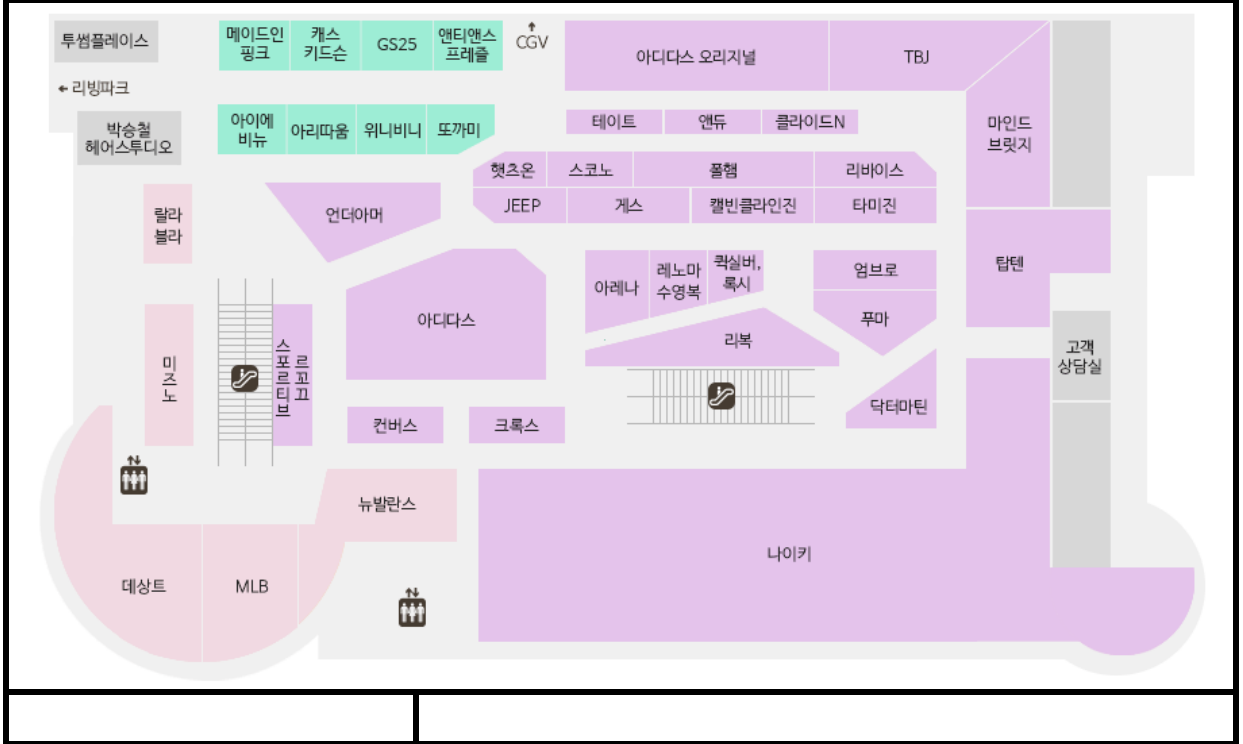 투썸플레이스
메이드인
핑크
캐스
키드슨
GS25
앤티앤스
프레즐
CGV
아디다스 오리지널
TBJ
리빙파크
박승철
헤어스투디오
아이에
비뉴
아리따움
위니비니
또까미
테이트
앤듀
클라이드N
마인드
브릿지
햇츠온
스코노
폴햄
리바이스
JEEP
게스
캘빈클라인진
타미진
랄라
블라
언더아머
아디다스
아레나
레노마
수영복
퀵실버,
록시
엄브로
탑텐
푸마
리복
미즈노
스포르티브
르꼬끄
고객
상담실
닥터마틴
컨버스
크록스
뉴발란스
나이키
데상트
MLB